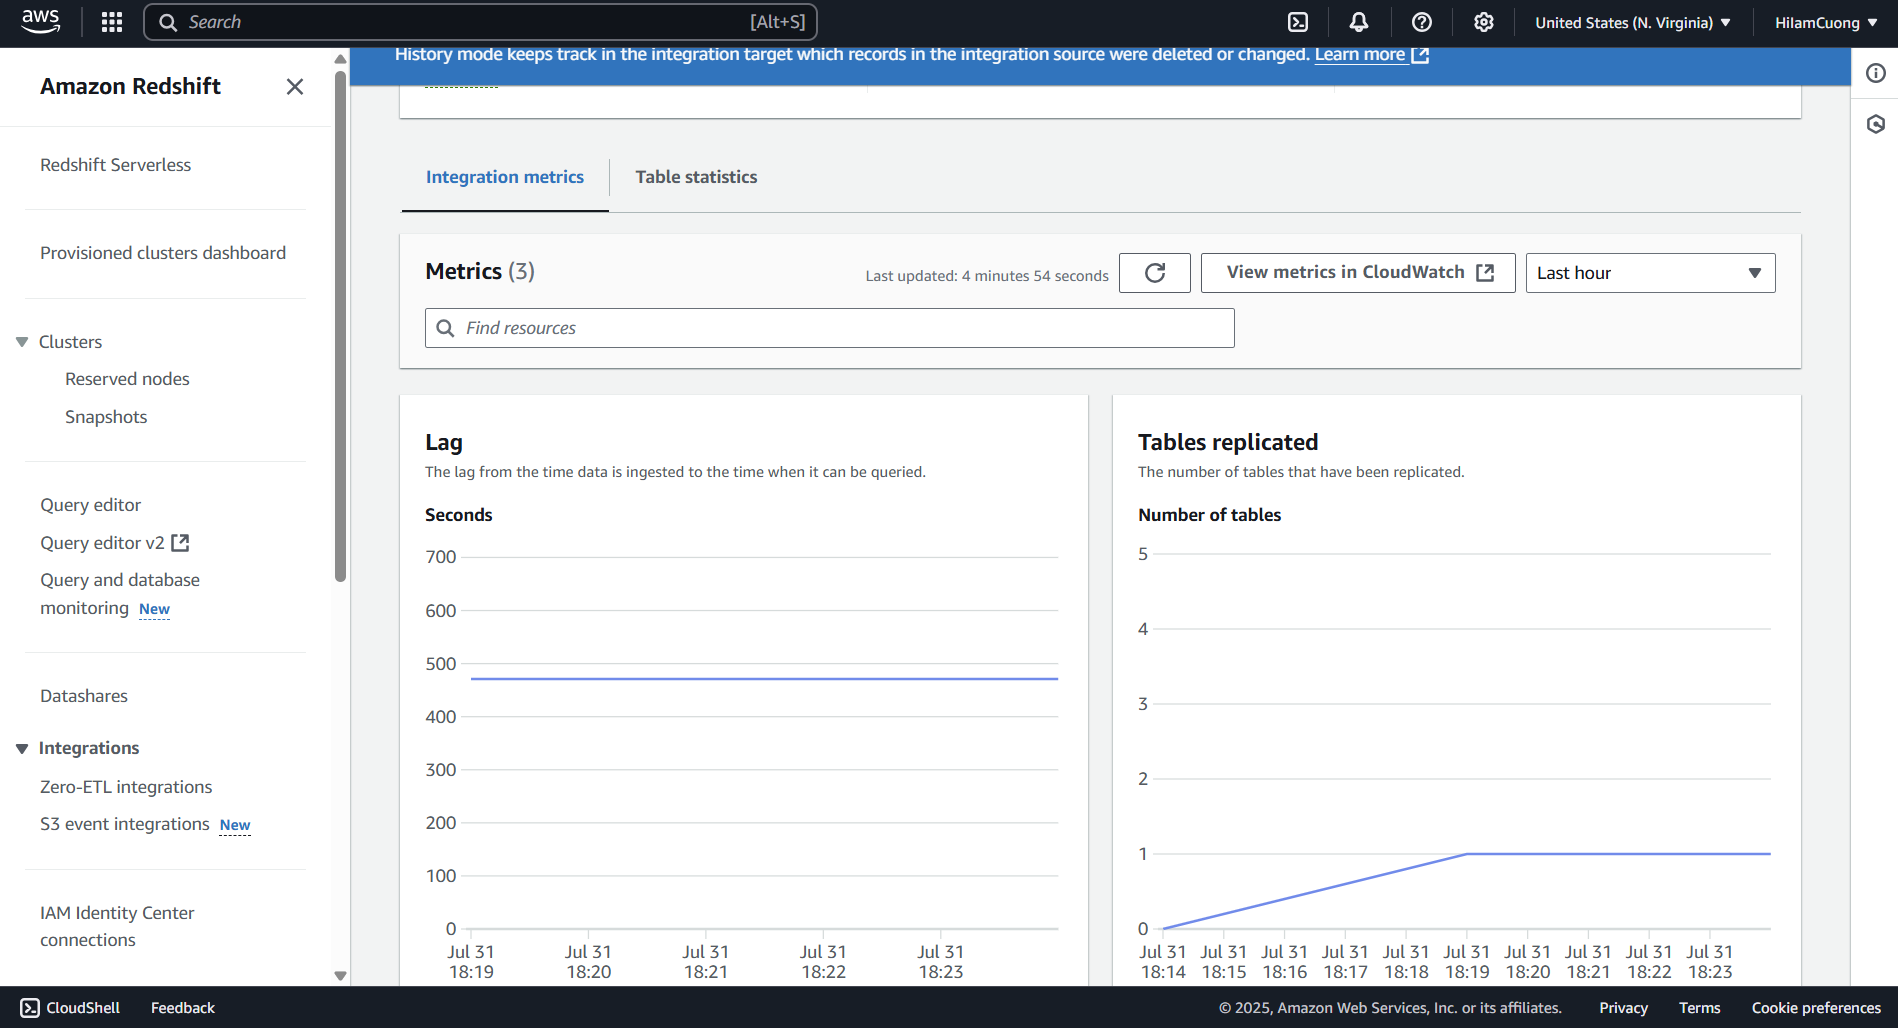 aws
Search
[Alt+S]
United States (N. Virginia)
HilamCuong
Amazon Redshift
Redshift Serverless
Provisioned clusters dashboard
Clusters
Reserved nodes
Snapshots
Query editor
Query editor v2
Query and database
monitoring New
Datashares
Integrations
Zero-ETL integrations
S3 event integrations New
IAM Identity Center
connections
History mode keeps track in the integration target which records in the integration source were deleted or changed. Learn more
Integration metrics
Table statistics
Metrics (3)
Last updated: 4 minutes 54 seconds
View metrics in CloudWatch
Last hour
Find resources
Lag
The lag from the time data is ingested to the time when it can be queried.
Seconds
700
600
500
400
300
200
100
0
Jul 31 Jul 31 Jul 31 Jul 31 Jul 31
18:19 18:20 18:21 18:22 18:23
Tables replicated
The number of tables that have been replicated.
Number of tables
5
4
3
2
1
0
Jul 31 Jul 31 Jul 31 Jul 31 Jul 31 Jul 31 Jul 31 Jul 31 Jul 31 Jul 31
18:14 18:15 18:16 18:17 18:18 18:19 18:20 18:21 18:22 18:23
CloudShell
Feedback
© 2025, Amazon Web Services, Inc. or its affiliates.
Privacy
Terms
Cookie preferences